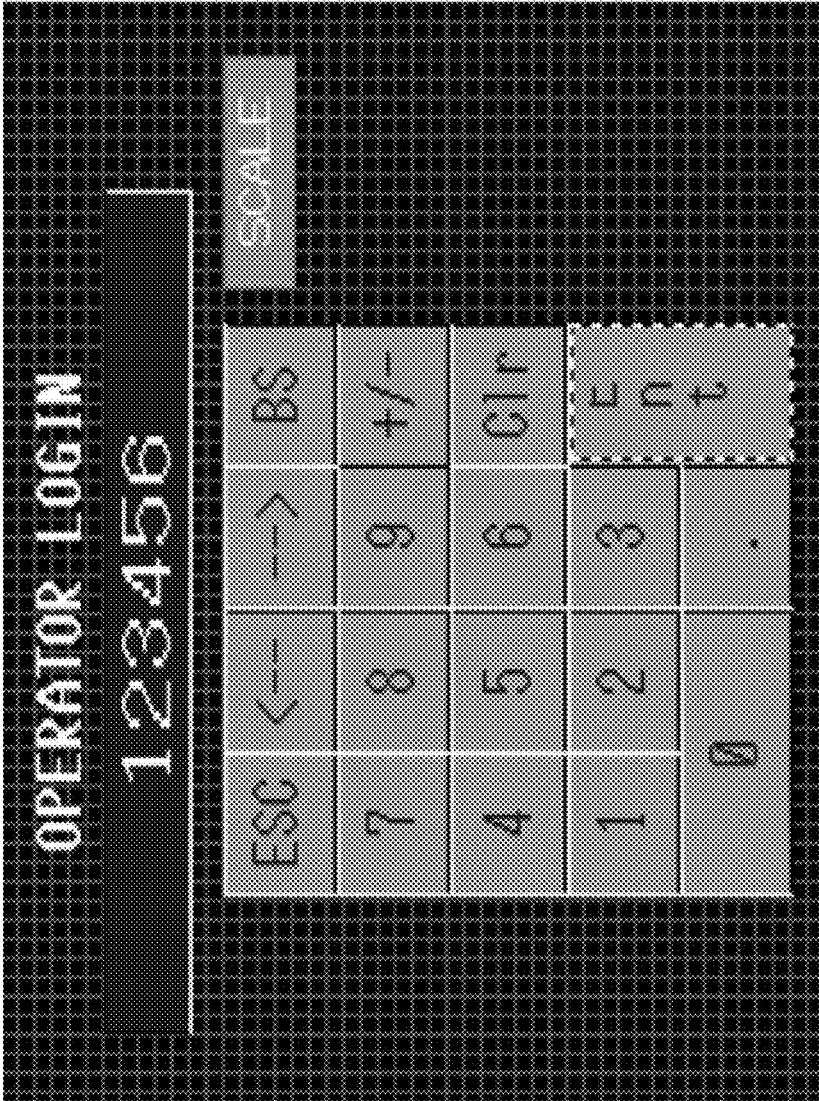 OPERATOR LOGIN
123456
SCALE
ESC <-- --> BS
7 8 9 +/-
4 5 6 Clr
1 2 3 Ent
0 .